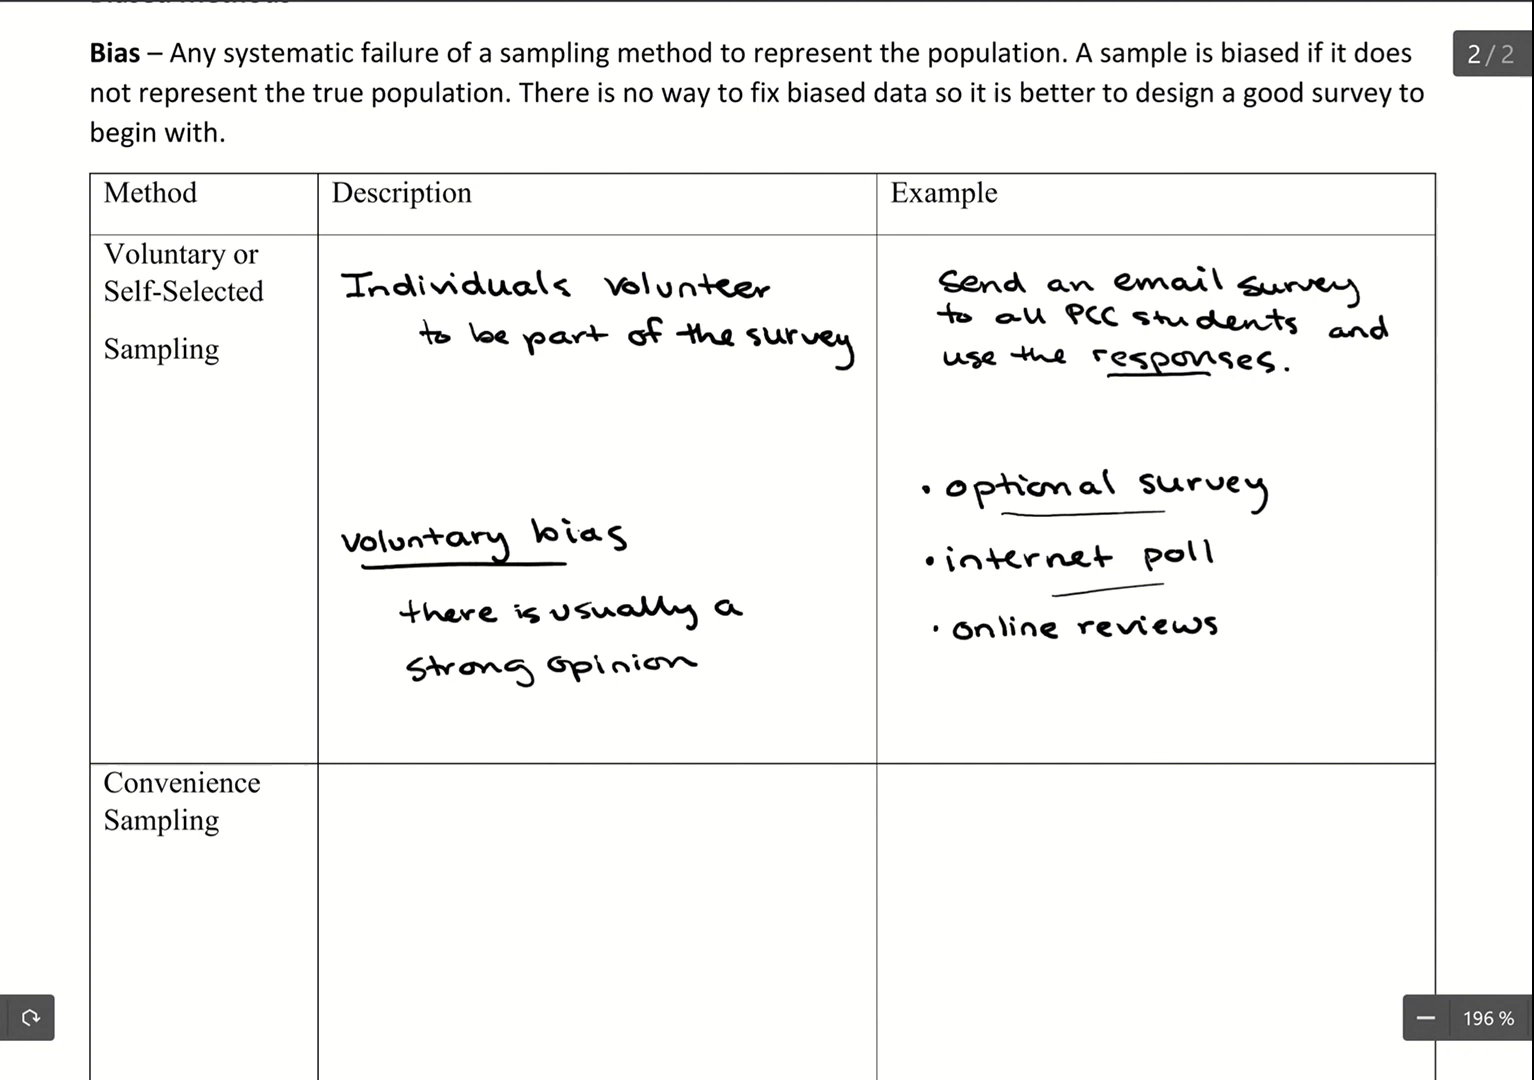 Bias – Any systematic failure of a sampling method to represent the population. A sample is biased if it does
not represent the true population. There is no way to fix biased data so it is better to design a good survey to
begin with.
2 / 2
Method
Description
Example
Voluntary or
Self-Selected
Sampling
Individuals volunteer
to be part of the survey
voluntary bias
there is usually a
strong opinion
Send an email survey
to all PCC students and
use the responses.
• optional survey
• internet poll
• online reviews
Convenience
Sampling
196 %